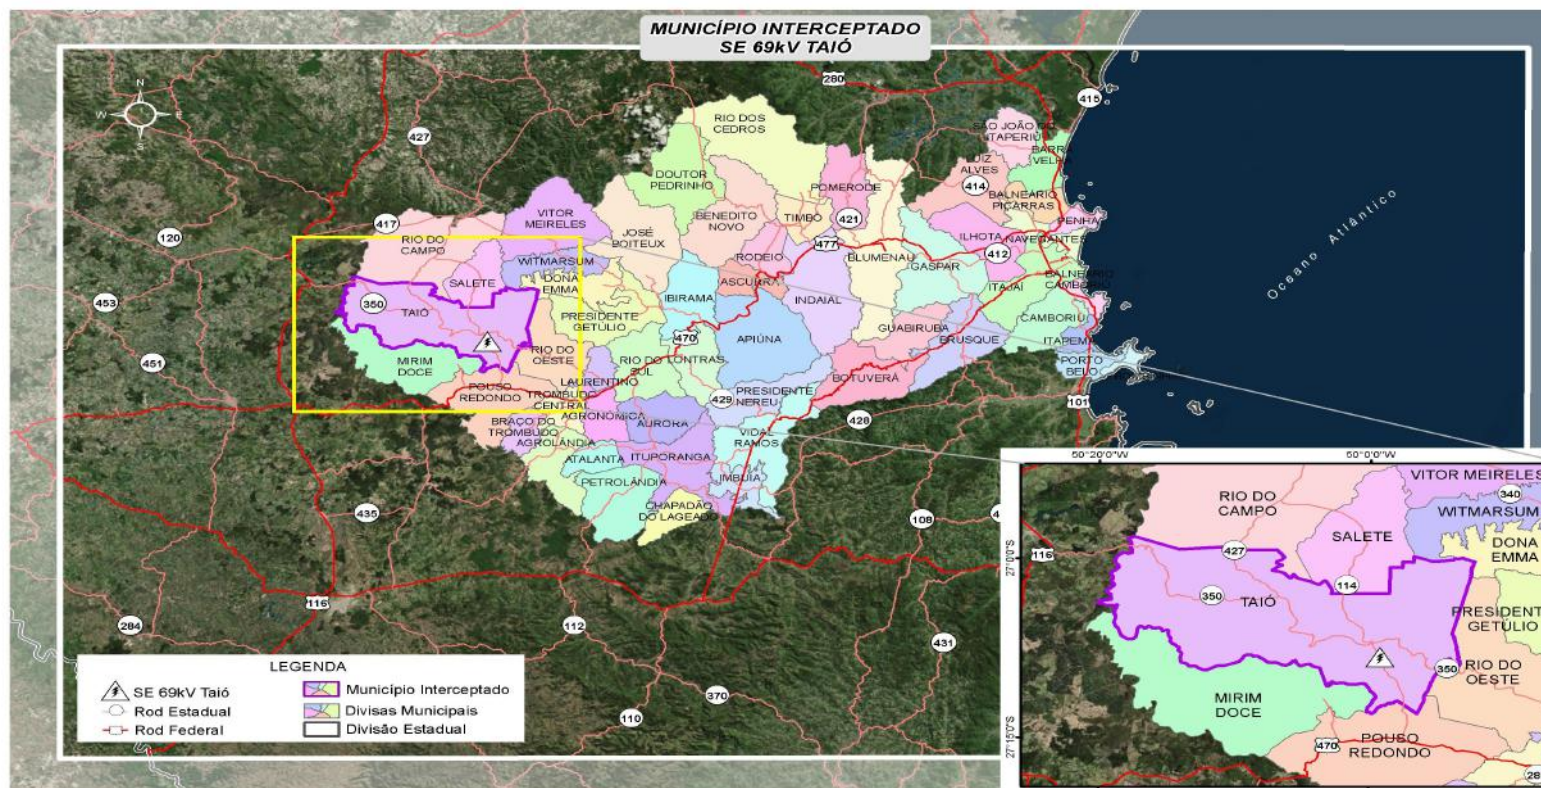 MUNICÍPIO INTERCEPTADO
SE 69kV TAIÓ
280
415
N
W
E
S
427
RIO DOS
CEDROS
SÃO JOÃO DO
ITAPERIÚ
BARRA
VELHA
DOUTOR
PEDRINHO
LUIZ
ALVES
414
POMERODE
BALNEÁRIO
PIÇARRAS
VITOR
MEIRELES
417
BENEDITO
NOVO
TIMBÓ
421
PENHA
120
RIO DO
CAMPO
JOSÉ
BOITEUX
477
ILHOTA
NAVEGANTES
412
WITMARSUM
RODEIO
BLUMENAU
GASPAR
SALETE
DONA
EMMA
ASCURRA
BALNEÁRIO
CAMBORIÚ
ITAJAÍ
Oceano Atlântico
453
350
TAIÓ
IBIRAMA
INDAIAL
PRESIDENTE
GETÚLIO
CAMBORIÚ
GUABIRUBA
470
APIÚNA
BRUSQUE
ITAPEMA
451
MIRIM
DOCE
RIO DO
OESTE
RIO DO
SUL
LONTRAS
PORTO
BELO
LAURENTINO
BOTUVERÁ
POUSO
REDONDO
TROMBUDO
CENTRAL
429
PRESIDENTE
NEREU
101
AGRONÔMICA
428
BRAÇO DO
TROMBUDO
AURORA
VIDAL
RAMOS
AGROLÂNDIA
ATALANTA
ITUPORANGA
PETROLÂNDIA
IMBUIA
CHAPADÃO
DO LAGEADO
435
108
116
284
112
431
370
110
LEGENDA
SE 69kV Taió
Rod Estadual
Rod Federal
Município Interceptado
Divisas Municipais
Divisão Estadual
50°20'0"W
50°0'0"W
27°0'0"S
27°15'0"S
VITOR MEIRELES
RIO DO
CAMPO
340
WITMARSUM
SALETE
DONA
EMMA
116
427
114
350
TAIÓ
PRESIDENT
GETÚLIO
350
RIO DO
OESTE
MIRIM
DOCE
POUSO
REDONDO
470